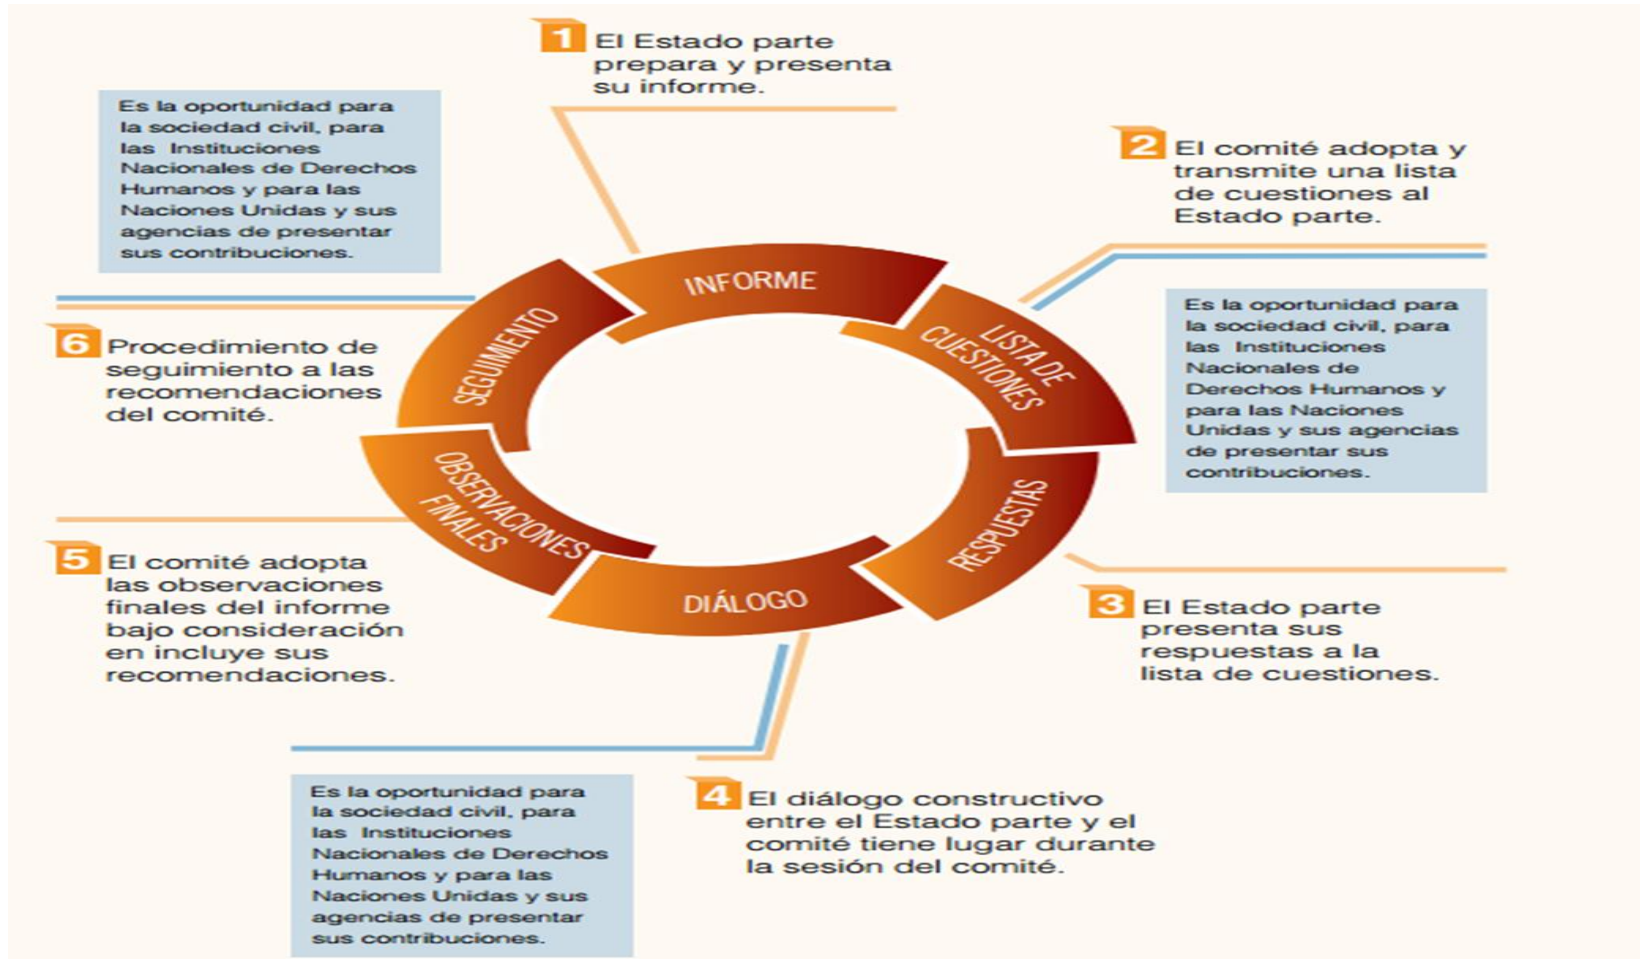 1 El Estado parte
prepara y presenta
su informe.
Es la oportunidad para
la sociedad civil, para
las Instituciones
Nacionales de Derechos
Humanos y para las
Naciones Unidas y sus
agencias de presentar
sus contribuciones.
2 El comité adopta y
transmite una lista
de cuestiones al
Estado parte.
INFORME
LISTA DE
CUESTIONES
RESPUESTAS
DIÁLOGO
OBSERVACIONES
FINALES
SEGUIMIENTO
Es la oportunidad para
la sociedad civil, para
las Instituciones
Nacionales de
Derechos Humanos y
para las Naciones
Unidas y sus agencias
de presentar sus
contribuciones.
6 Procedimiento de
seguimiento a las
recomendaciones
del comité.
5 El comité adopta
las observaciones
finales del informe
bajo consideración
en incluye sus
recomendaciones.
3 El Estado parte
presenta sus
respuestas a la
lista de cuestiones.
Es la oportunidad para
la sociedad civil, para
las Instituciones
Nacionales de Derechos
Humanos y para las
Naciones Unidas y sus
agencias de presentar
sus contribuciones.
4 El diálogo constructivo
entre el Estado parte y el
comité tiene lugar durante
la sesión del comité.